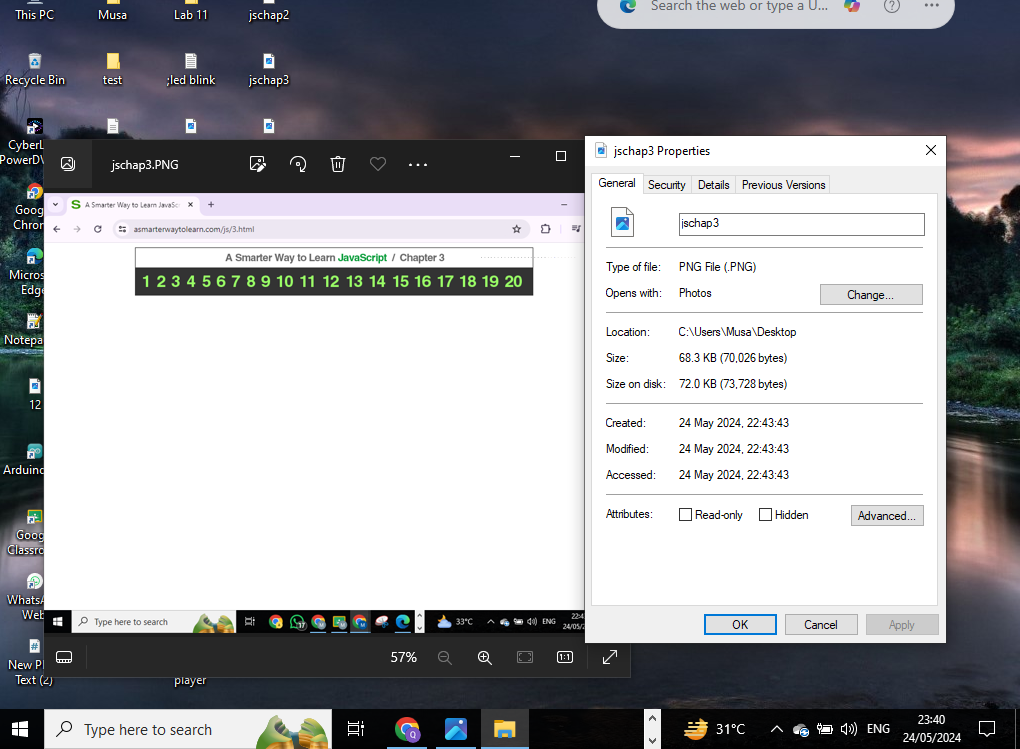 This PC
Musa
Lab 11
jschap2
Search the web or type a U...
Recycle Bin
test
;led blink
jschap3
jschap3.PNG
A Smarter Way to Learn JavaSc
asmarterwaytolearn.com/js/3.html
A Smarter Way to Learn JavaScript / Chapter 3
1 2 3 4 5 6 7 8 9 10 11 12 13 14 15 16 17 18 19 20
Type here to search
33°C
ENG
57%
1:1
CyberL
PowerDV
Goog
Chron
Micros
Edge
Notepa
12
Arduino
Goog
Classro
WhatsA
Web
New Pl
Text (2)
player
jschap3 Properties
General
Security
Details
Previous Versions
jschap3
Type of file: PNG File (.PNG)
Opens with: Photos
Change...
Location: C:\Users\Musa\Desktop
Size: 68.3 KB (70,026 bytes)
Size on disk: 72.0 KB (73,728 bytes)
Created: 24 May 2024, 22:43:43
Modified: 24 May 2024, 22:43:43
Accessed: 24 May 2024, 22:43:43
Attributes: Read-only Hidden
Advanced...
OK
Cancel
Apply
Type here to search
Q
31°C
ENG
23:40
24/05/2024